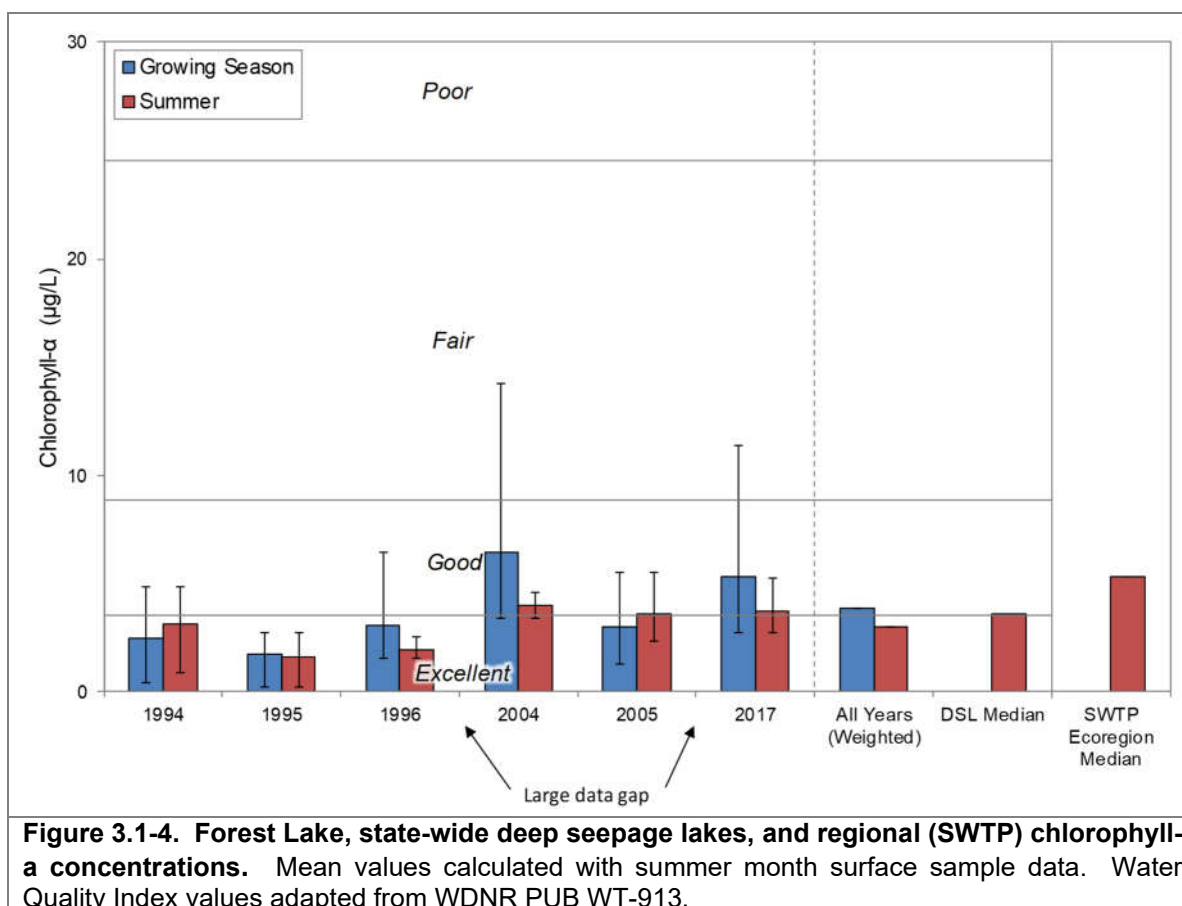 30
Growing Season
Summer
Poor
20
Fair
Chlorophyll-α (µg/L)
10
Good
Excellent
0
1994 1995 1996 2004 2005 2017 All Years (Weighted) DSL Median SWTP Ecoregion Median
Large data gap
Figure 3.1-4. Forest Lake, state-wide deep seepage lakes, and regional (SWTP) chlorophyll-
a concentrations. Mean values calculated with summer month surface sample data. Water
Quality Index values adapted from WDNR PUB WT-913.